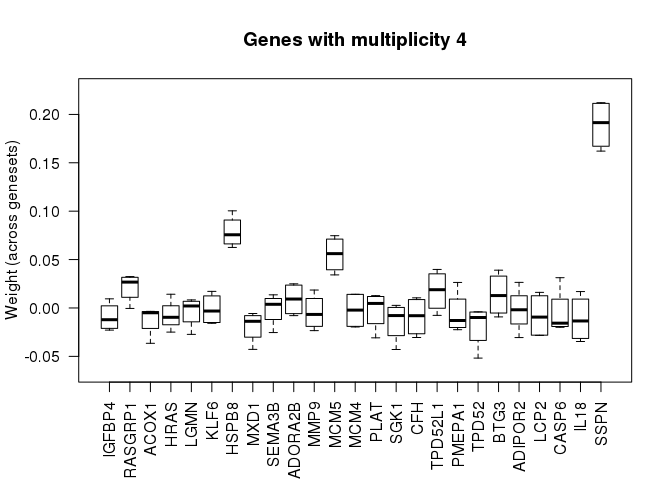 Genes with multiplicity 4
Weight (across genesets)
0.20
0.15
0.10
0.05
0.00
-0.05
IGFBP4
RASGRP1
ACOX1
HRAS
LGMN
KLF6
HSPB8
MXD1
SEMA3B
ADORA2B
MMP9
MCM5
MCM4
PLAT
SGK1
CFH
TPD52L1
PMEPA1
TPD52
BTG3
ADIPOR2
LCP2
CASP6
IL18
SSPN